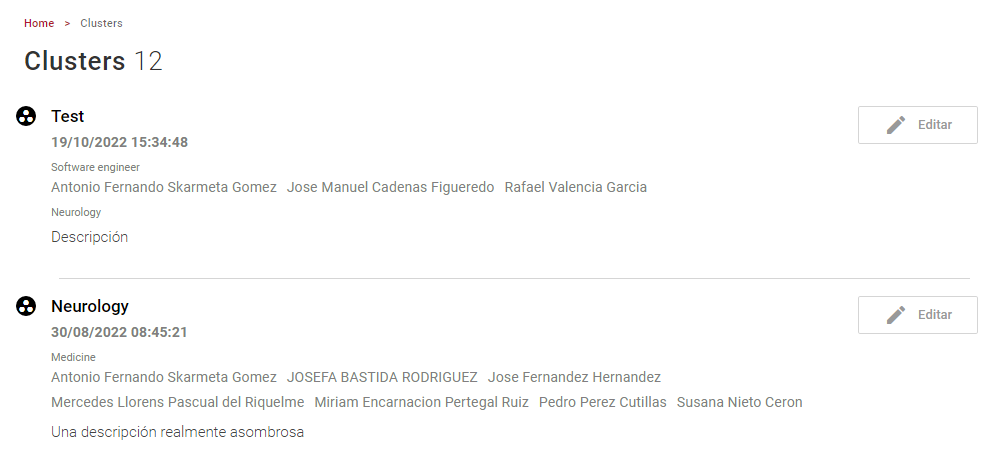 Home > Clusters
Clusters 12
Test
Editar
19/10/2022 15:34:48
Software engineer
Antonio Fernando Skarmeta Gomez Jose Manuel Cadenas Figueredo Rafael Valencia Garcia
Neurology
Descripción
Neurology
Editar
30/08/2022 08:45:21
Medicine
Antonio Fernando Skarmeta Gomez JOSEFA BASTIDA RODRIGUEZ Jose Fernandez Hernandez
Mercedes Llorens Pascual del Riquelme Miriam Encarnacion Pertegal Ruiz Pedro Perez Cutillas Susana Nieto Ceron
Una descripción realmente asombrosa